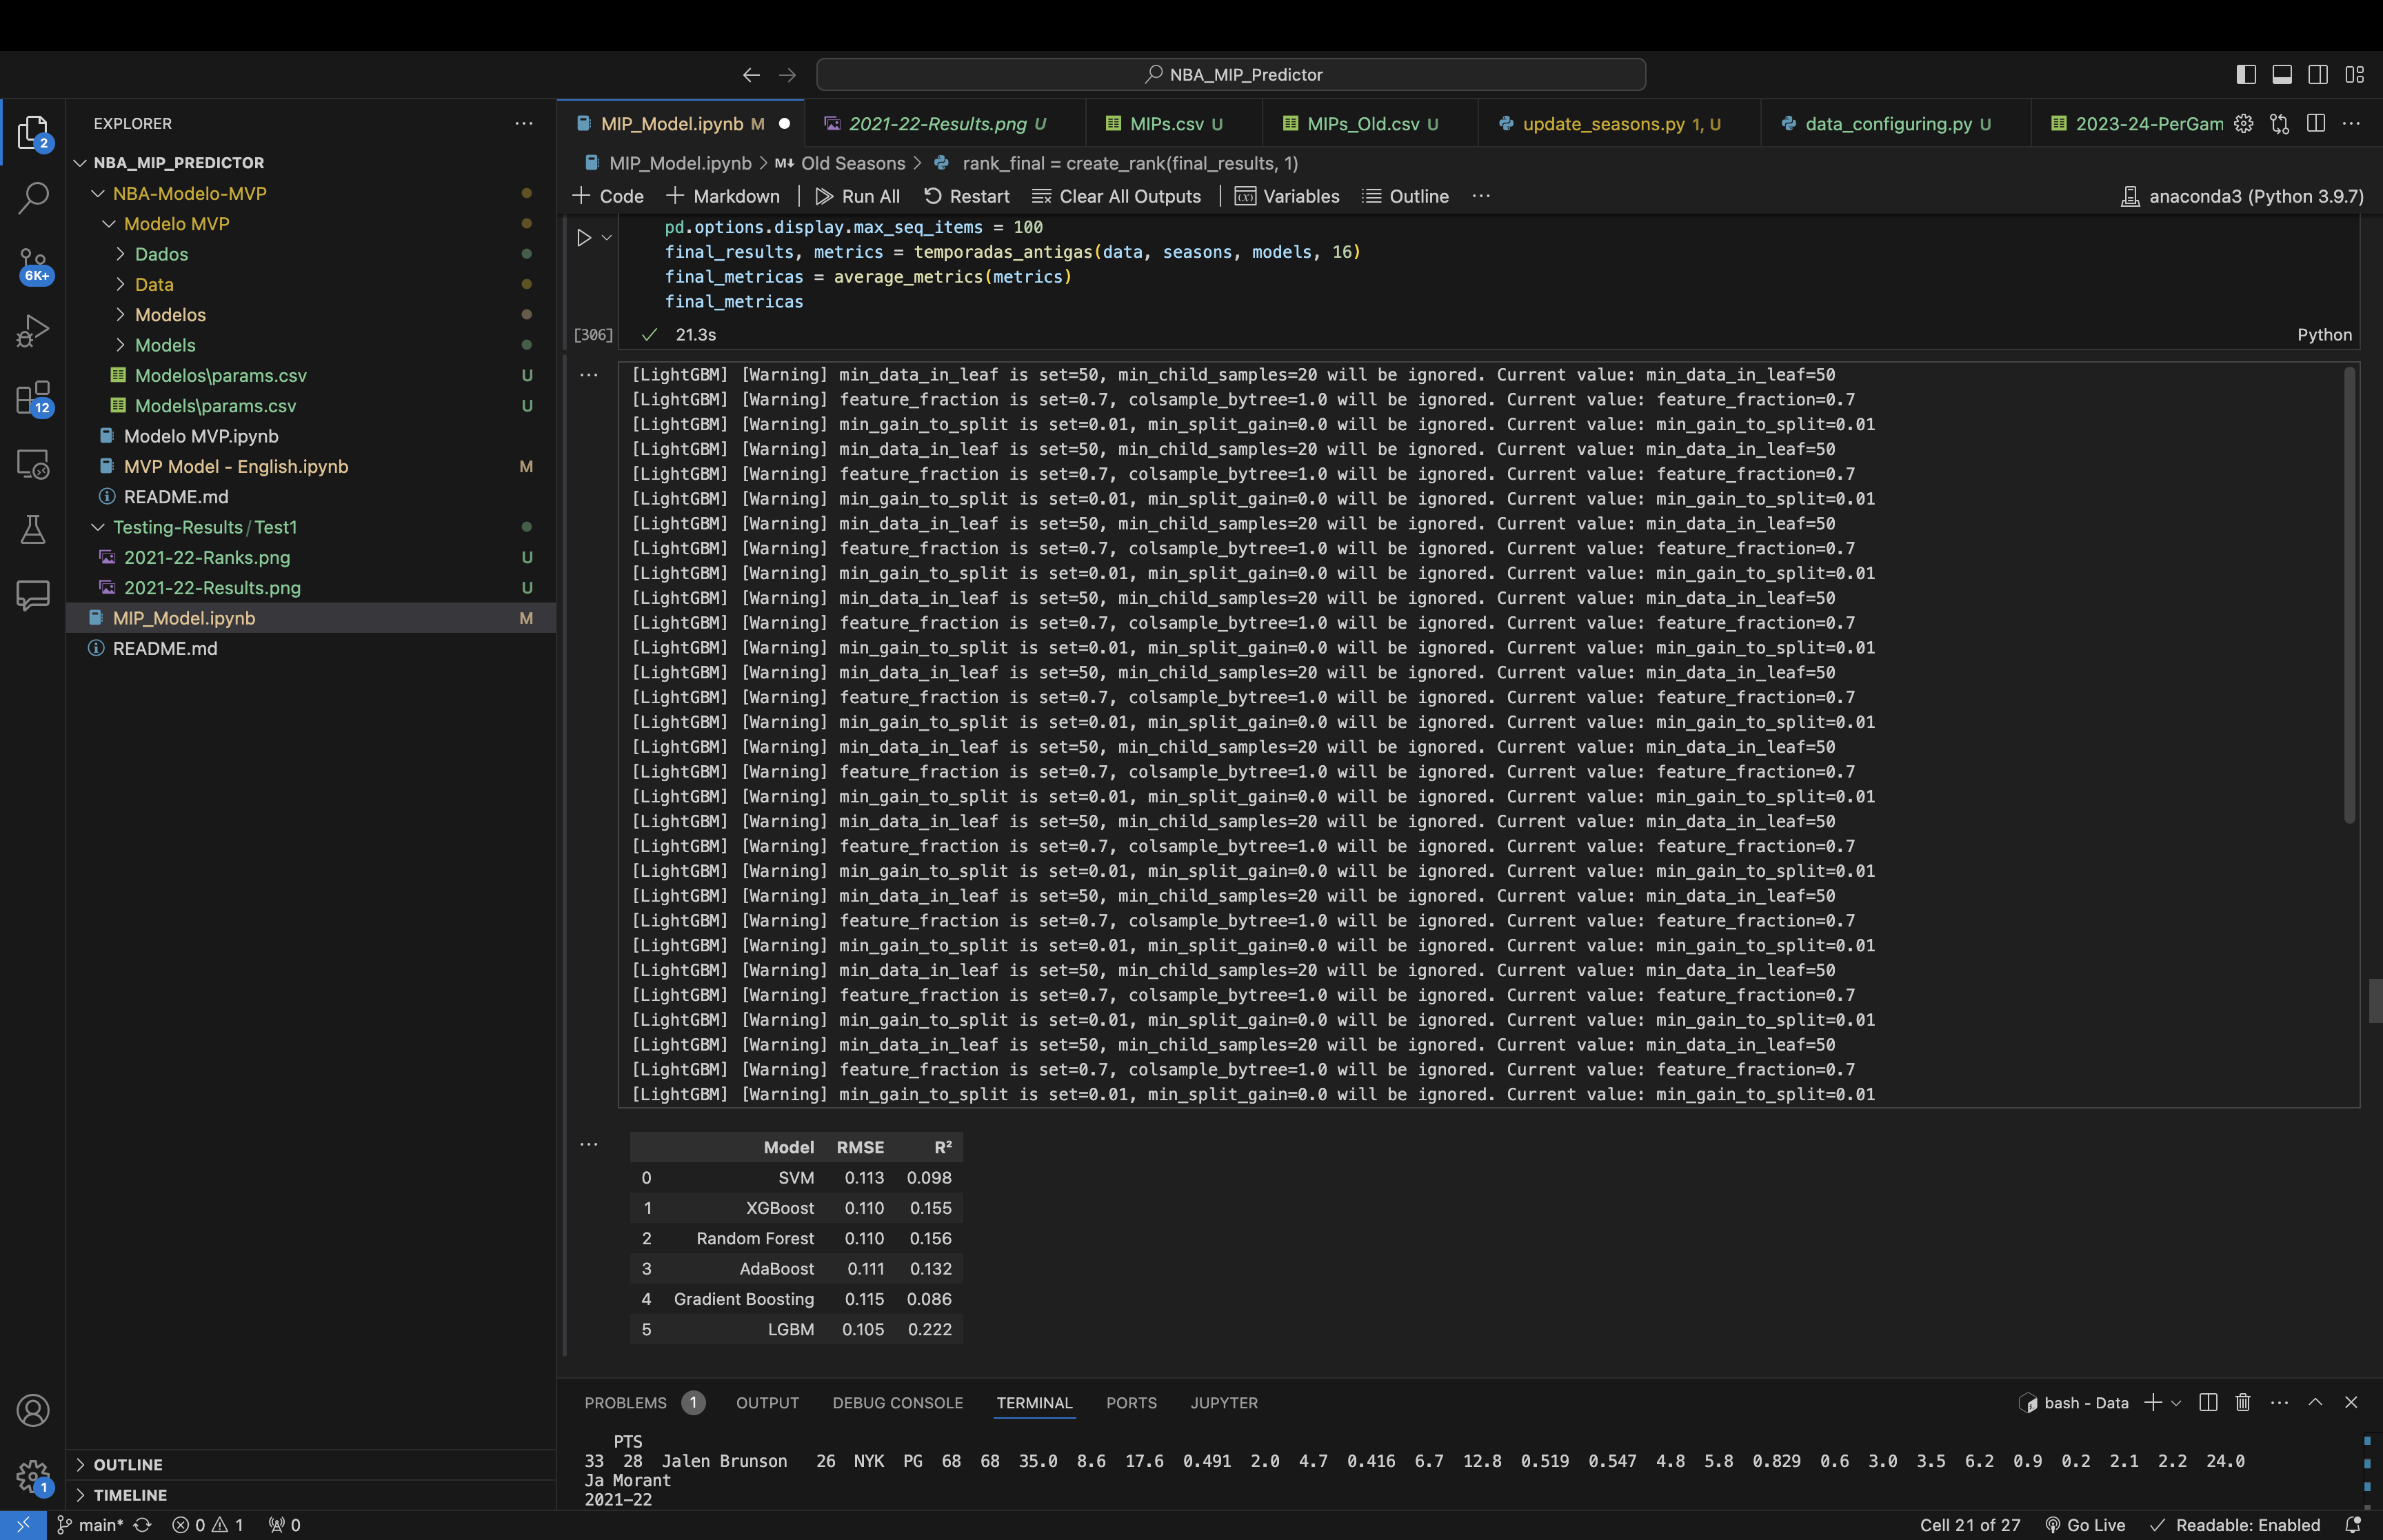 NBA_MIP_Predictor
EXPLORER
NBA_MIP_PREDICTOR
NBA-Modelo-MVP
Modelo MVP
Dados
Data
Modelos
Models
Modelos\params.csv U
Models\params.csv U
Modelo MVP.ipynb
MVP Model - English.ipynb M
README.md
Testing-Results/Test1
2021-22-Ranks.png U
2021-22-Results.png U
MIP_Model.ipynb M
README.md
OUTLINE
TIMELINE
2
6K+
12
1
MIP_Model.ipynb M 2021-22-Results.png U MIPs.csv U MIPs_Old.csv U update_seasons.py 1, U data_configuring.py U 2023-24-PerGam
MIP_Model.ipynb > M↓ Old Seasons > rank_final = create_rank(final_results, 1)
+ Code + Markdown Run All Restart Clear All Outputs Variables Outline ... anaconda3 (Python 3.9.7)
pd.options.display.max_seq_items = 100
final_results, metrics = temporadas_antigas(data, seasons, models, 16)
final_metricas = average_metrics(metrics)
final_metricas
[306] ✓ 21.3s Python
[LightGBM] [Warning] min_data_in_leaf is set=50, min_child_samples=20 will be ignored. Current value: min_data_in_leaf=50
[LightGBM] [Warning] feature_fraction is set=0.7, colsample_bytree=1.0 will be ignored. Current value: feature_fraction=0.7
[LightGBM] [Warning] min_gain_to_split is set=0.01, min_split_gain=0.0 will be ignored. Current value: min_gain_to_split=0.01
[LightGBM] [Warning] min_data_in_leaf is set=50, min_child_samples=20 will be ignored. Current value: min_data_in_leaf=50
[LightGBM] [Warning] feature_fraction is set=0.7, colsample_bytree=1.0 will be ignored. Current value: feature_fraction=0.7
[LightGBM] [Warning] min_gain_to_split is set=0.01, min_split_gain=0.0 will be ignored. Current value: min_gain_to_split=0.01
[LightGBM] [Warning] min_data_in_leaf is set=50, min_child_samples=20 will be ignored. Current value: min_data_in_leaf=50
[LightGBM] [Warning] feature_fraction is set=0.7, colsample_bytree=1.0 will be ignored. Current value: feature_fraction=0.7
[LightGBM] [Warning] min_gain_to_split is set=0.01, min_split_gain=0.0 will be ignored. Current value: min_gain_to_split=0.01
[LightGBM] [Warning] min_data_in_leaf is set=50, min_child_samples=20 will be ignored. Current value: min_data_in_leaf=50
[LightGBM] [Warning] feature_fraction is set=0.7, colsample_bytree=1.0 will be ignored. Current value: feature_fraction=0.7
[LightGBM] [Warning] min_gain_to_split is set=0.01, min_split_gain=0.0 will be ignored. Current value: min_gain_to_split=0.01
[LightGBM] [Warning] min_data_in_leaf is set=50, min_child_samples=20 will be ignored. Current value: min_data_in_leaf=50
[LightGBM] [Warning] feature_fraction is set=0.7, colsample_bytree=1.0 will be ignored. Current value: feature_fraction=0.7
[LightGBM] [Warning] min_gain_to_split is set=0.01, min_split_gain=0.0 will be ignored. Current value: min_gain_to_split=0.01
[LightGBM] [Warning] min_data_in_leaf is set=50, min_child_samples=20 will be ignored. Current value: min_data_in_leaf=50
[LightGBM] [Warning] feature_fraction is set=0.7, colsample_bytree=1.0 will be ignored. Current value: feature_fraction=0.7
[LightGBM] [Warning] min_gain_to_split is set=0.01, min_split_gain=0.0 will be ignored. Current value: min_gain_to_split=0.01
[LightGBM] [Warning] min_data_in_leaf is set=50, min_child_samples=20 will be ignored. Current value: min_data_in_leaf=50
[LightGBM] [Warning] feature_fraction is set=0.7, colsample_bytree=1.0 will be ignored. Current value: feature_fraction=0.7
[LightGBM] [Warning] min_gain_to_split is set=0.01, min_split_gain=0.0 will be ignored. Current value: min_gain_to_split=0.01
[LightGBM] [Warning] min_data_in_leaf is set=50, min_child_samples=20 will be ignored. Current value: min_data_in_leaf=50
[LightGBM] [Warning] feature_fraction is set=0.7, colsample_bytree=1.0 will be ignored. Current value: feature_fraction=0.7
[LightGBM] [Warning] min_gain_to_split is set=0.01, min_split_gain=0.0 will be ignored. Current value: min_gain_to_split=0.01
[LightGBM] [Warning] min_data_in_leaf is set=50, min_child_samples=20 will be ignored. Current value: min_data_in_leaf=50
[LightGBM] [Warning] feature_fraction is set=0.7, colsample_bytree=1.0 will be ignored. Current value: feature_fraction=0.7
[LightGBM] [Warning] min_gain_to_split is set=0.01, min_split_gain=0.0 will be ignored. Current value: min_gain_to_split=0.01
[LightGBM] [Warning] min_data_in_leaf is set=50, min_child_samples=20 will be ignored. Current value: min_data_in_leaf=50
[LightGBM] [Warning] feature_fraction is set=0.7, colsample_bytree=1.0 will be ignored. Current value: feature_fraction=0.7
[LightGBM] [Warning] min_gain_to_split is set=0.01, min_split_gain=0.0 will be ignored. Current value: min_gain_to_split=0.01
Model RMSE R²
0 SVM 0.113 0.098
1 XGBoost 0.110 0.155
2 Random Forest 0.110 0.156
3 AdaBoost 0.111 0.132
4 Gradient Boosting 0.115 0.086
5 LGBM 0.105 0.222
PROBLEMS 1 OUTPUT DEBUG CONSOLE TERMINAL PORTS JUPYTER bash - Data
PTS
33 28 Jalen Brunson 26 NYK PG 68 68 35.0 8.6 17.6 0.491 2.0 4.7 0.416 6.7 12.8 0.519 0.547 4.8 5.8 0.829 0.6 3.0 3.5 6.2 0.9 0.2 2.1 2.2 24.0
Ja Morant
2021-22
main* 0 1 0 Cell 21 of 27 Go Live Readable: Enabled